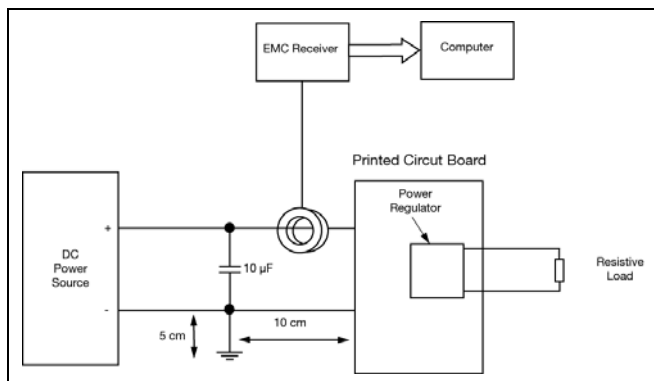 EMC Receiver
Computer
Printed Circut Board
Power
Regulator
+
DC
Power
Source
10 µF
Resistive
Load
-
5 cm
10 cm